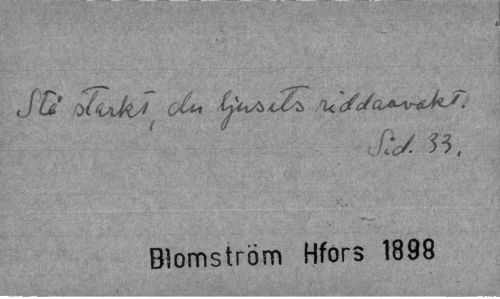 Stå starkt, du ljusets riddarvakt.
Sid. 33.
Blomström Hfors 1898